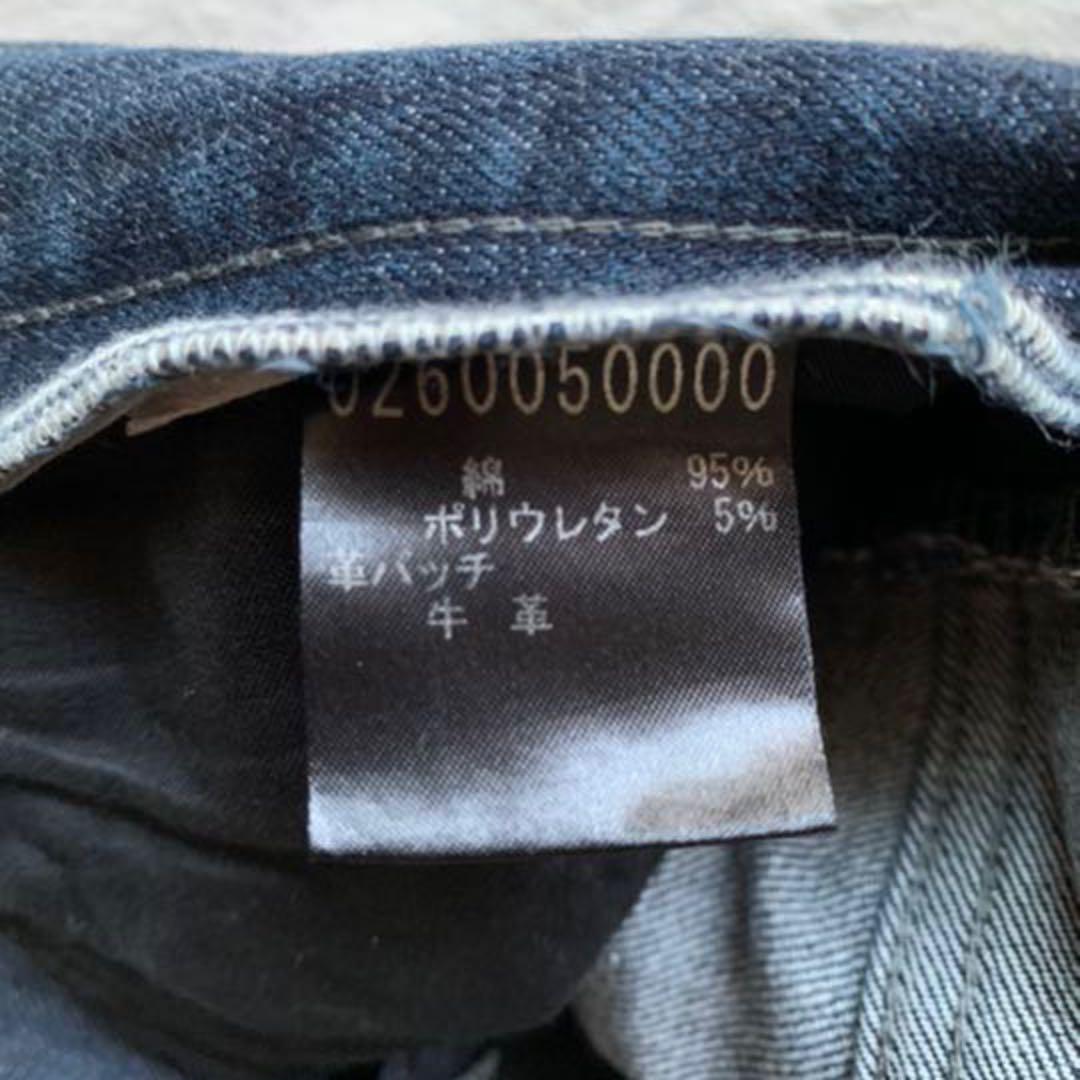 0260050000
綿 95%
ポリウレタン 5%
革パッチ
牛 革